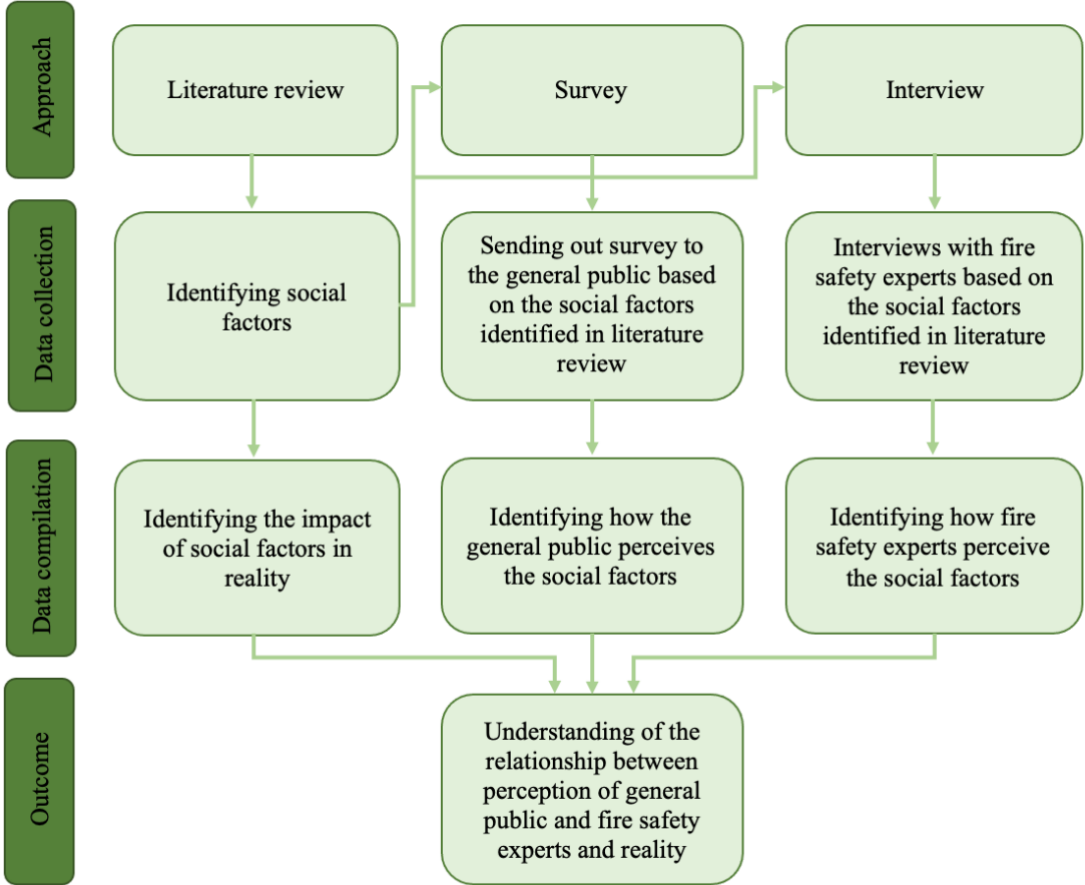 Approach
Literature review
Survey
Interview
Data collection
Identifying social
factors
Sending out survey to
the general public based
on the social factors
identified in literature
review
Interviews with fire
safety experts based on
the social factors
identified in literature
review
Data compilation
Identifying the impact
of social factors in
reality
Identifying how the
general public perceives
the social factors
Identifying how fire
safety experts perceive
the social factors
Outcome
Understanding of the
relationship between
perception of general
public and fire safety
experts and reality